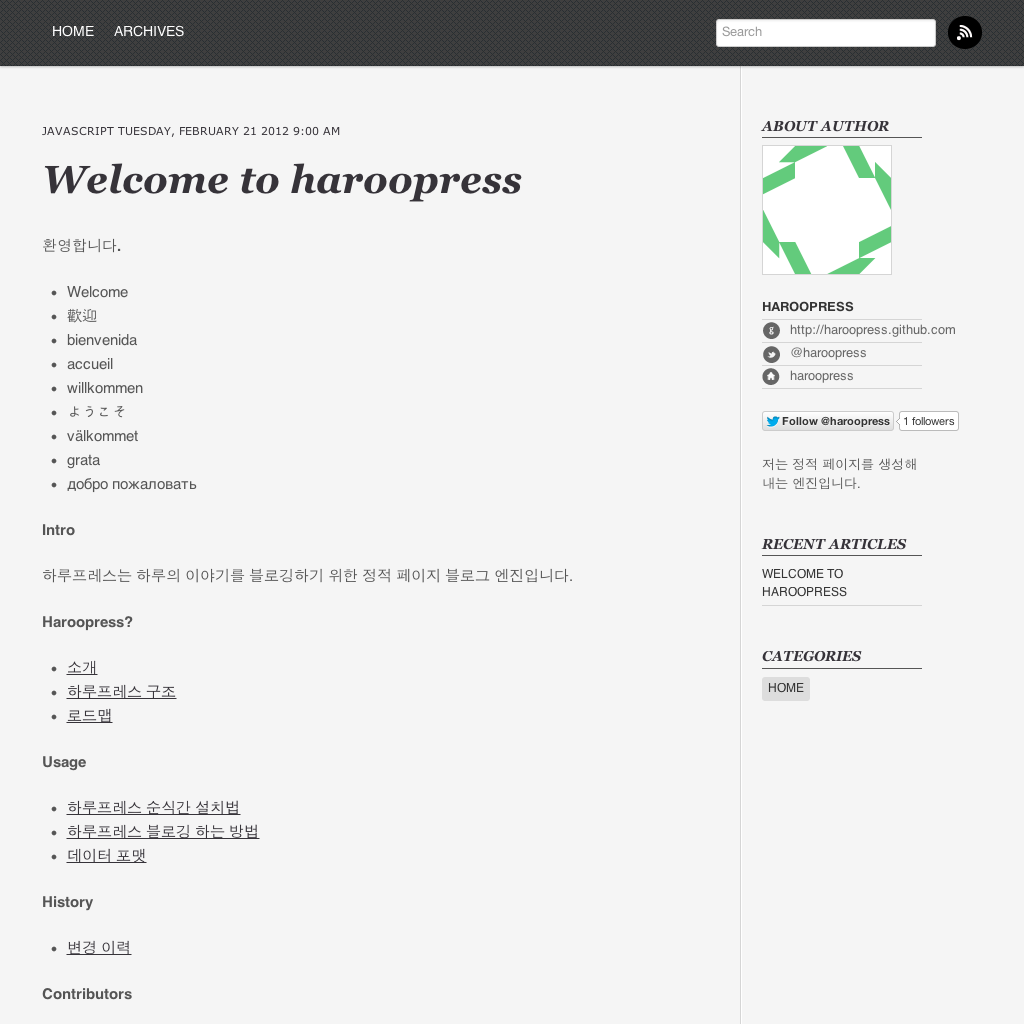 HOME ARCHIVES
Search
JAVASCRIPT TUESDAY, FEBRUARY 21 2012 9:00 AM
Welcome to haroopress
환영합니다.
Welcome
歡迎
bienvenida
accueil
willkommen
ようこそ
välkommet
grata
добро пожаловать
Intro
하루프레스는 하루의 이야기를 블로깅하기 위한 정적 페이지 블로그 엔진입니다.
Haroopress?
소개
하루프레스 구조
로드맵
Usage
하루프레스 순식간 설치법
하루프레스 블로깅 하는 방법
데이터 포맷
History
변경 이력
Contributors
ABOUT AUTHOR
HAROOPRESS
http://haroopress.github.com
@haroopress
haroopress
Follow @haroopress 1 followers
저는 정적 페이지를 생성해
내는 엔진입니다.
RECENT ARTICLES
WELCOME TO
HAROOPRESS
CATEGORIES
HOME